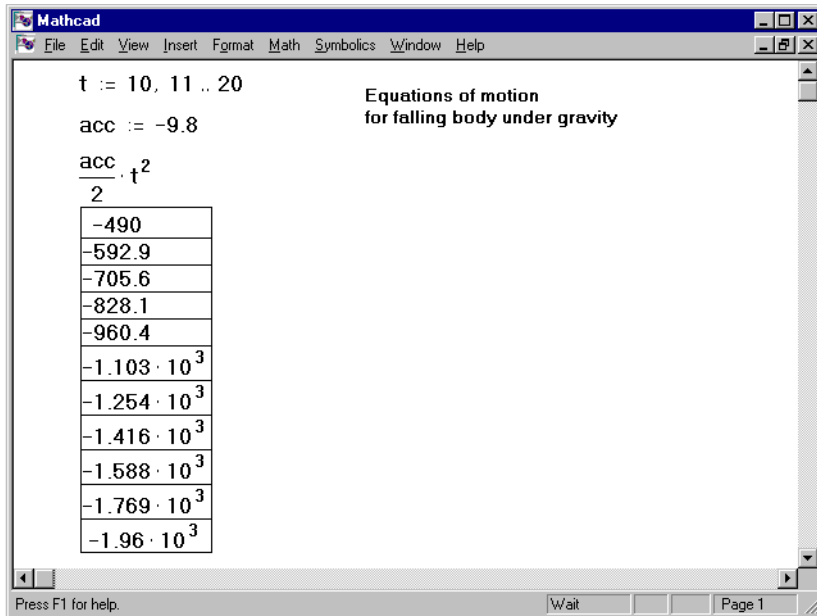 Mathcad
File Edit View Insert Format Math Symbolics Window Help
t := 10, 11 .. 20
Equations of motion
for falling body under gravity
acc := -9.8
acc/2 · t²
-490
-592.9
-705.6
-828.1
-960.4
-1.103 · 10³
-1.254 · 10³
-1.416 · 10³
-1.588 · 10³
-1.769 · 10³
-1.96 · 10³
Press F1 for help.
Wait
Page 1